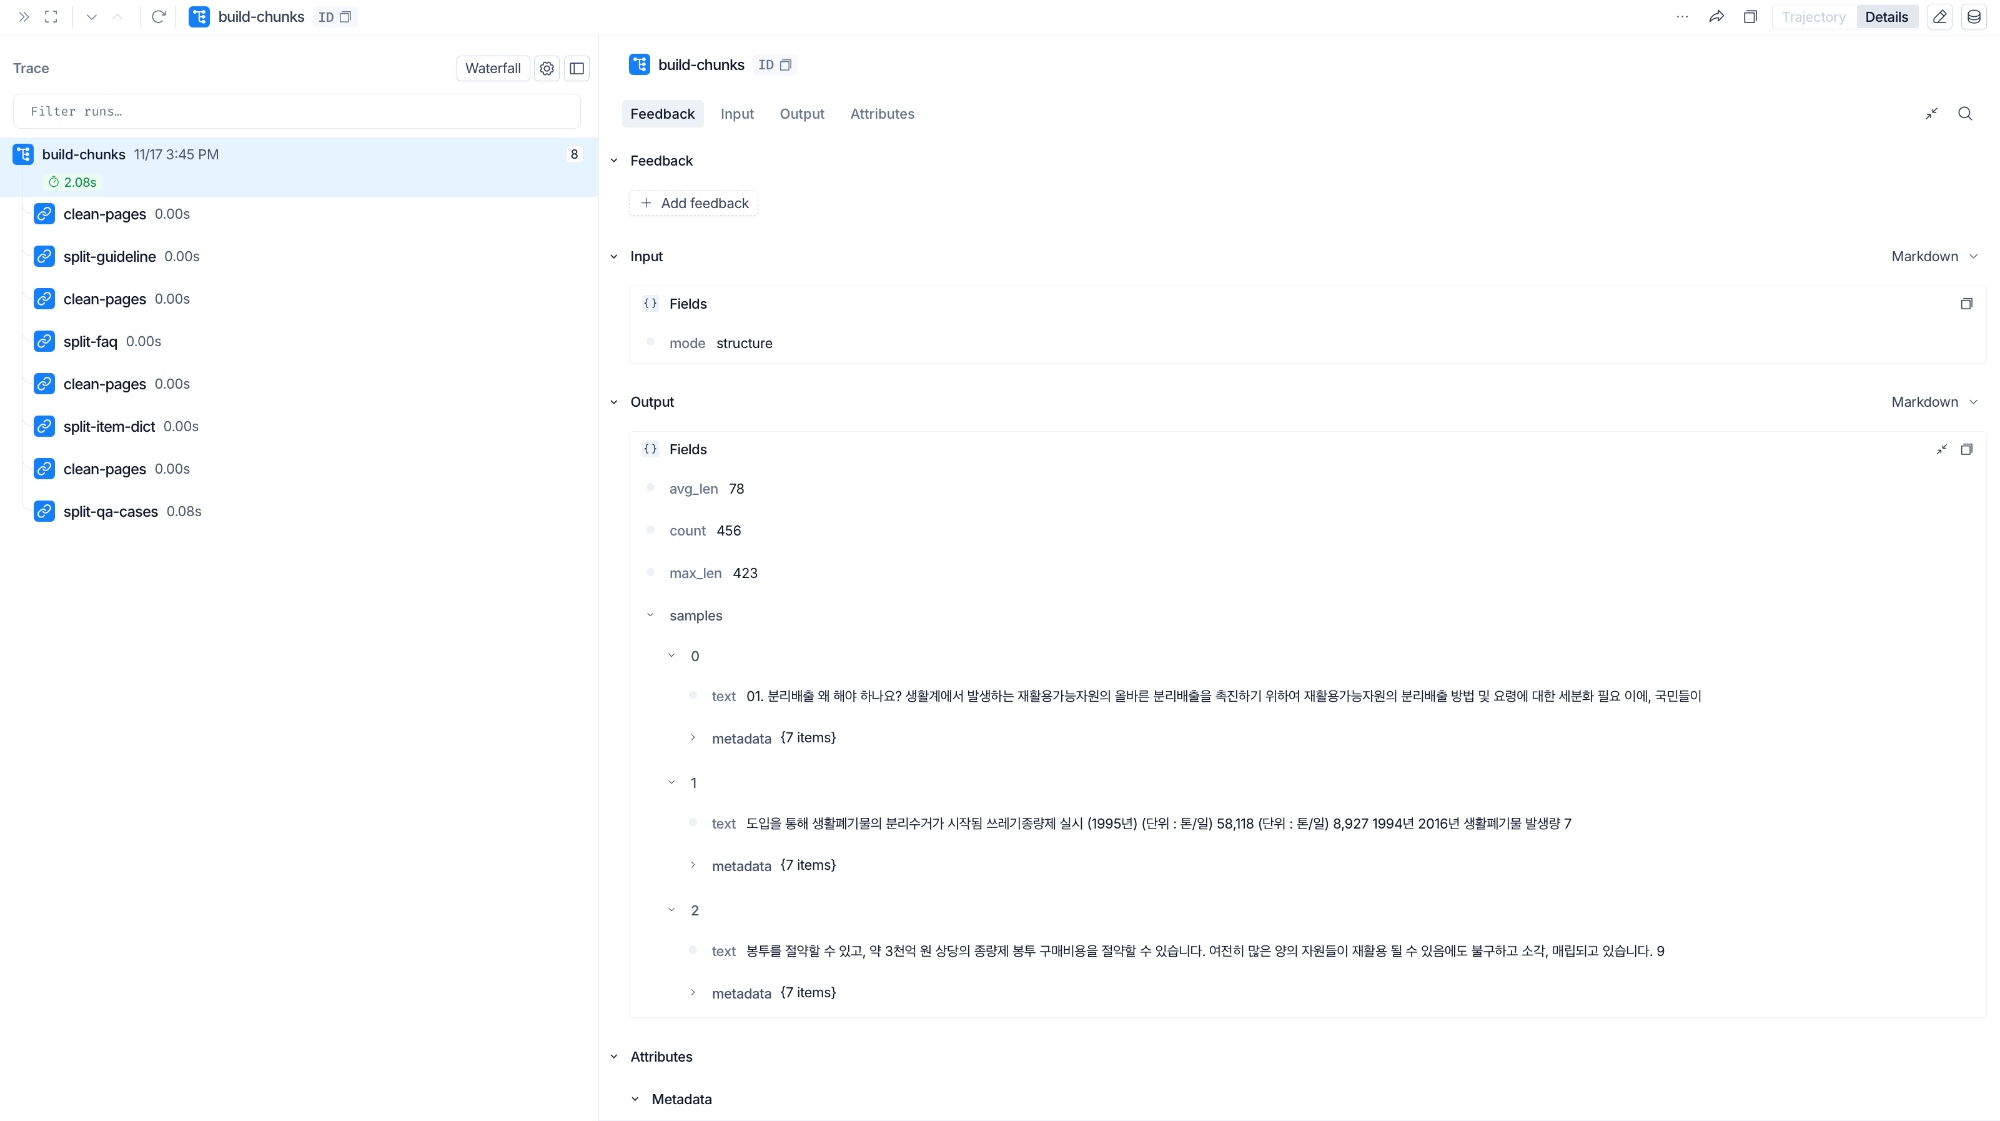 build-chunks ID
Trajectory Details
Trace
Waterfall
Filter runs…
build-chunks 11/17 3:45 PM 8
2.08s
clean-pages 0.00s
split-guideline 0.00s
clean-pages 0.00s
split-faq 0.00s
clean-pages 0.00s
split-item-dict 0.00s
clean-pages 0.00s
split-qa-cases 0.08s
build-chunks ID
Feedback Input Output Attributes
Feedback
Add feedback
Input Markdown
Fields
mode structure
Output Markdown
Fields
avg_len 78
count 456
max_len 423
samples
0
text 01. 분리배출 왜 해야 하나요? 생활계에서 발생하는 재활용가능자원의 올바른 분리배출을 촉진하기 위하여 재활용가능자원의 분리배출 방법 및 요령에 대한 세분화 필요 이에, 국민들이
metadata {7 items}
1
text 도입을 통해 생활폐기물의 분리수거가 시작됨 쓰레기종량제 실시 (1995년) (단위 : 톤/일) 58,118 (단위 : 톤/일) 8,927 1994년 2016년 생활폐기물 발생량 7
metadata {7 items}
2
text 봉투를 절약할 수 있고, 약 3천억 원 상당의 종량제 봉투 구매비용을 절약할 수 있습니다. 여전히 많은 양의 자원들이 재활용 될 수 있음에도 불구하고 소각, 매립되고 있습니다. 9
metadata {7 items}
Attributes
Metadata